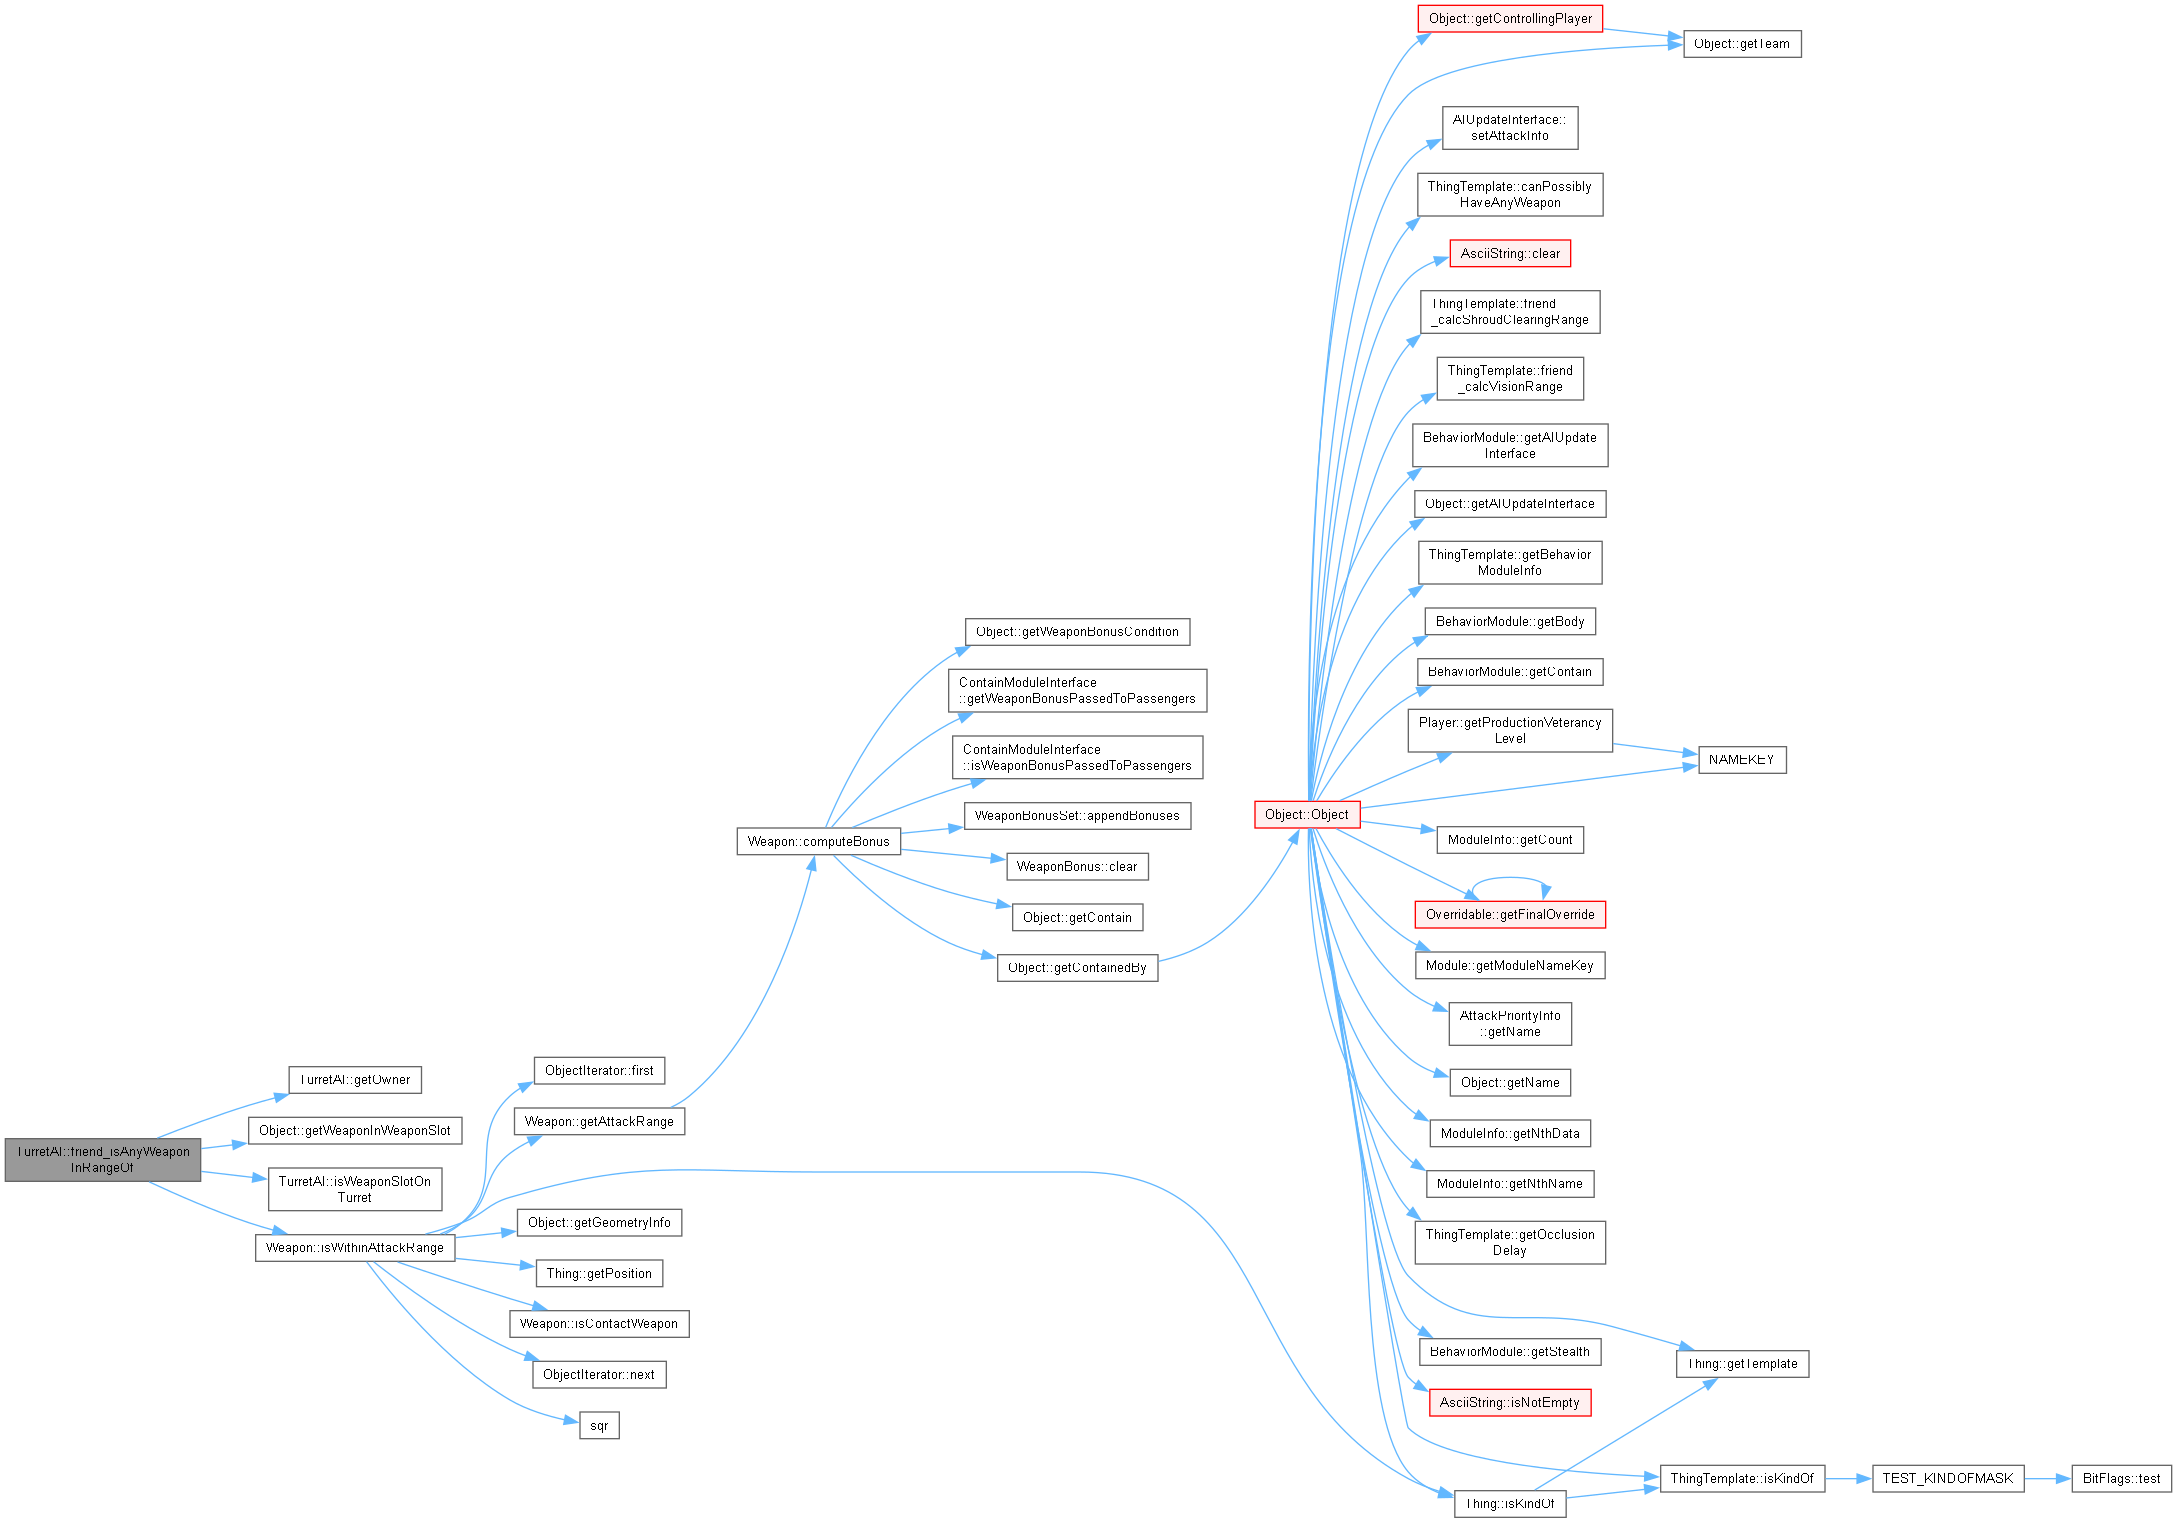 TurretAI::friend_isAnyWeapon
InRangeOf
TurretAI::getOwner
Object::getWeaponInWeaponSlot
TurretAI::isWeaponSlotOn
Turret
Weapon::isWithinAttackRange
ObjectIterator::first
Weapon::getAttackRange
Object::getGeometryInfo
Thing::getPosition
Weapon::isContactWeapon
ObjectIterator::next
sqr
Weapon::computeBonus
Object::getWeaponBonusCondition
ContainModuleInterface
::getWeaponBonusPassedToPassengers
ContainModuleInterface
::isWeaponBonusPassedToPassengers
WeaponBonusSet::appendBonuses
WeaponBonus::clear
Object::getContain
Object::getContainedBy
Object::Object
Object::getControllingPlayer
Object::getTeam
AIUpdateInterface::
setAttackInfo
ThingTemplate::canPossibly
HaveAnyWeapon
AsciiString::clear
ThingTemplate::friend
_calcShroudClearingRange
ThingTemplate::friend
_calcVisionRange
BehaviorModule::getAIUpdate
Interface
Object::getAIUpdateInterface
ThingTemplate::getBehavior
ModuleInfo
BehaviorModule::getBody
BehaviorModule::getContain
Player::getProductionVeterancy
Level
NAMEKEY
ModuleInfo::getCount
Overridable::getFinalOverride
Module::getModuleNameKey
AttackPriorityInfo
::getName
Object::getName
ModuleInfo::getNthData
ModuleInfo::getNthName
ThingTemplate::getOcclusion
Delay
BehaviorModule::getStealth
Thing::getTemplate
AsciiString::isNotEmpty
Thing::isKindOf
ThingTemplate::isKindOf
TEST_KINDOFMASK
BitFlags::test